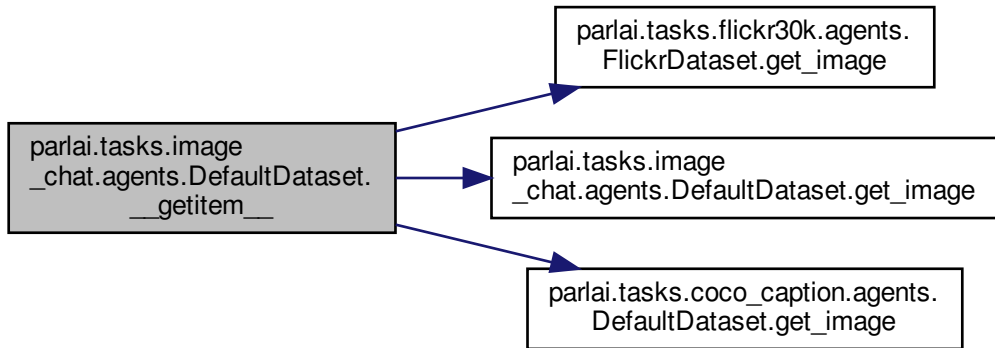 parlai.tasks.flickr30k.agents.
FlickrDataset.get_image
parlai.tasks.image
_chat.agents.DefaultDataset.
__getitem__
parlai.tasks.image
_chat.agents.DefaultDataset.get_image
parlai.tasks.coco_caption.agents.
DefaultDataset.get_image